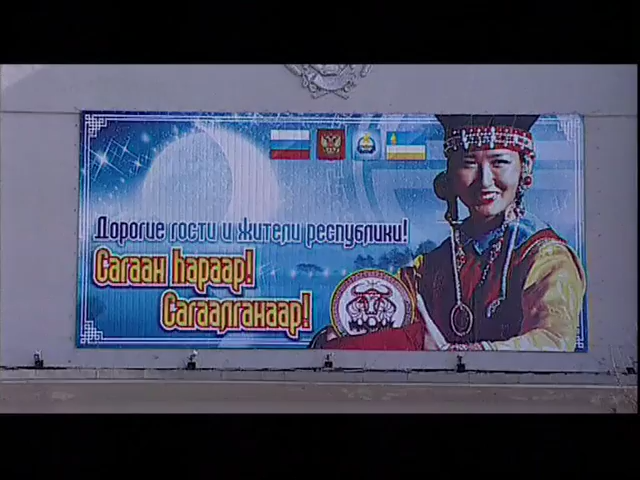 Дорогие гости и жители республики!
Сагаан һараар!
Сагаалганаар!